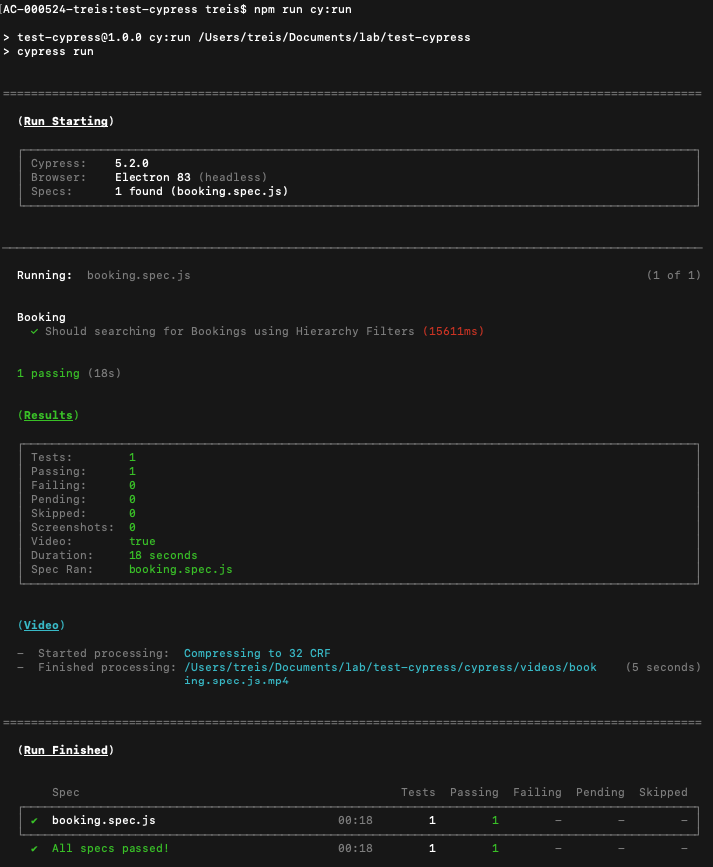 [AC-000524-treis:test-cypress treis$ npm run cy:run
> test-cypress@1.0.0 cy:run /Users/treis/Documents/lab/test-cypress
> cypress run
====================================================================================================
(Run Starting)
Cypress: 5.2.0
Browser: Electron 83 (headless)
Specs: 1 found (booking.spec.js)
Running: booking.spec.js (1 of 1)
Booking
✓ Should searching for Bookings using Hierarchy Filters (15611ms)
1 passing (18s)
(Results)
Tests: 1
Passing: 1
Failing: 0
Pending: 0
Skipped: 0
Screenshots: 0
Video: true
Duration: 18 seconds
Spec Ran: booking.spec.js
(Video)
– Started processing: Compressing to 32 CRF
– Finished processing: /Users/treis/Documents/lab/test-cypress/cypress/videos/book (5 seconds)
ing.spec.js.mp4
====================================================================================================
(Run Finished)
Spec Tests Passing Failing Pending Skipped
✔ booking.spec.js 00:18 1 1 – – –
✔ All specs passed! 00:18 1 1 – – –